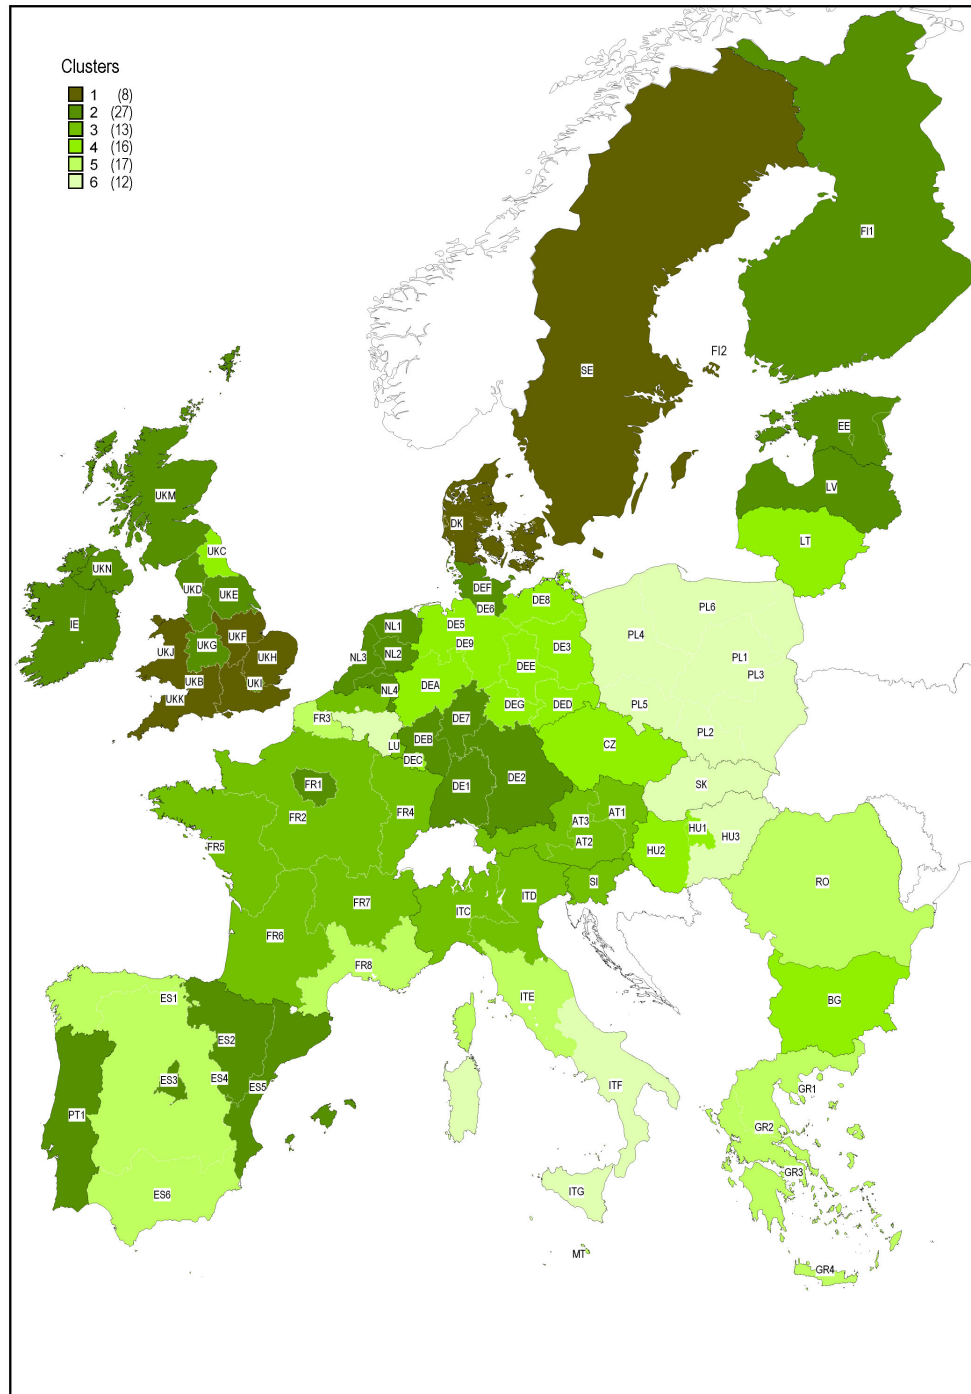 Clusters
1 (8)
2 (27)
3 (13)
4 (16)
5 (17)
6 (12)
FI1
FI2
SE
EE
LV
UKM
DK
LT
UKC
UKN
UKD
UKE
DEF
DE6
DE8
PL6
IE
NL1
DE5
UKF
PL4
UKG
UKJ
NL3
NL2
DE9
DE3
PL1
UKH
DEE
PL3
UKB
UKI
NL4
DEA
UKK
DEG
DED
PL5
FR3
DE7
PL2
LU
DEB
CZ
DEC
FR1
DE1
DE2
SK
FR2
FR4
AT3
AT1
HU1
HU3
FR5
AT2
HU2
SI
RO
FR7
ITD
ITC
FR6
FR8
ES1
ITE
BG
ES2
ES3
ES4
ES5
ITF
GR1
PT1
GR2
GR3
ES6
ITG
MT
GR4